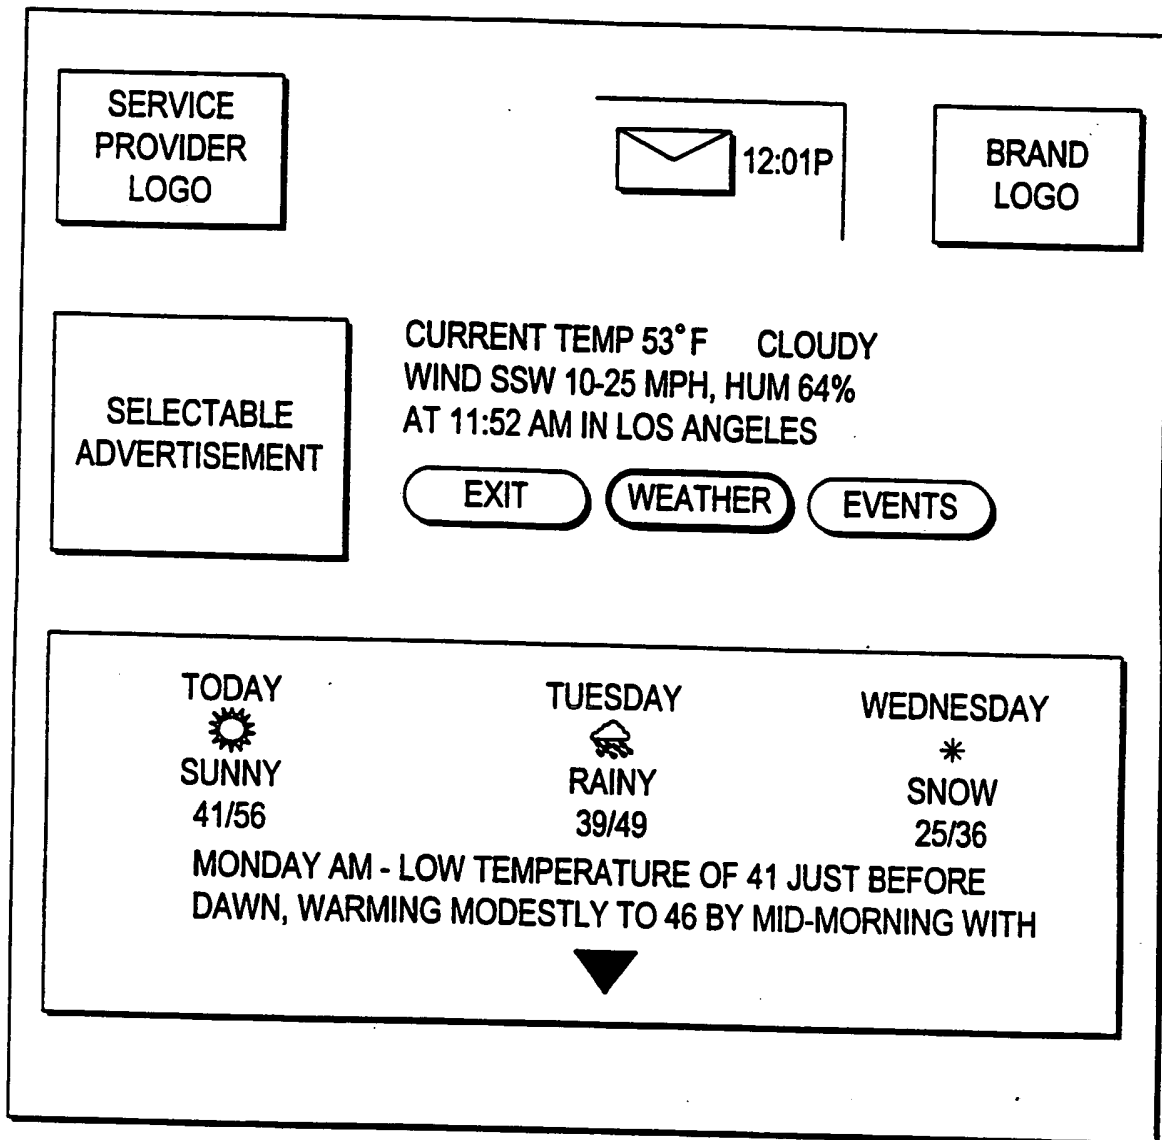 SERVICE
PROVIDER
LOGO
12:01P
BRAND
LOGO
SELECTABLE
ADVERTISEMENT
CURRENT TEMP 53°F CLOUDY
WIND SSW 10-25 MPH, HUM 64%
AT 11:52 AM IN LOS ANGELES
EXIT
WEATHER
EVENTS
TODAY
SUNNY
41/56
TUESDAY
RAINY
39/49
WEDNESDAY
SNOW
25/36
MONDAY AM - LOW TEMPERATURE OF 41 JUST BEFORE
DAWN, WARMING MODESTLY TO 46 BY MID-MORNING WITH